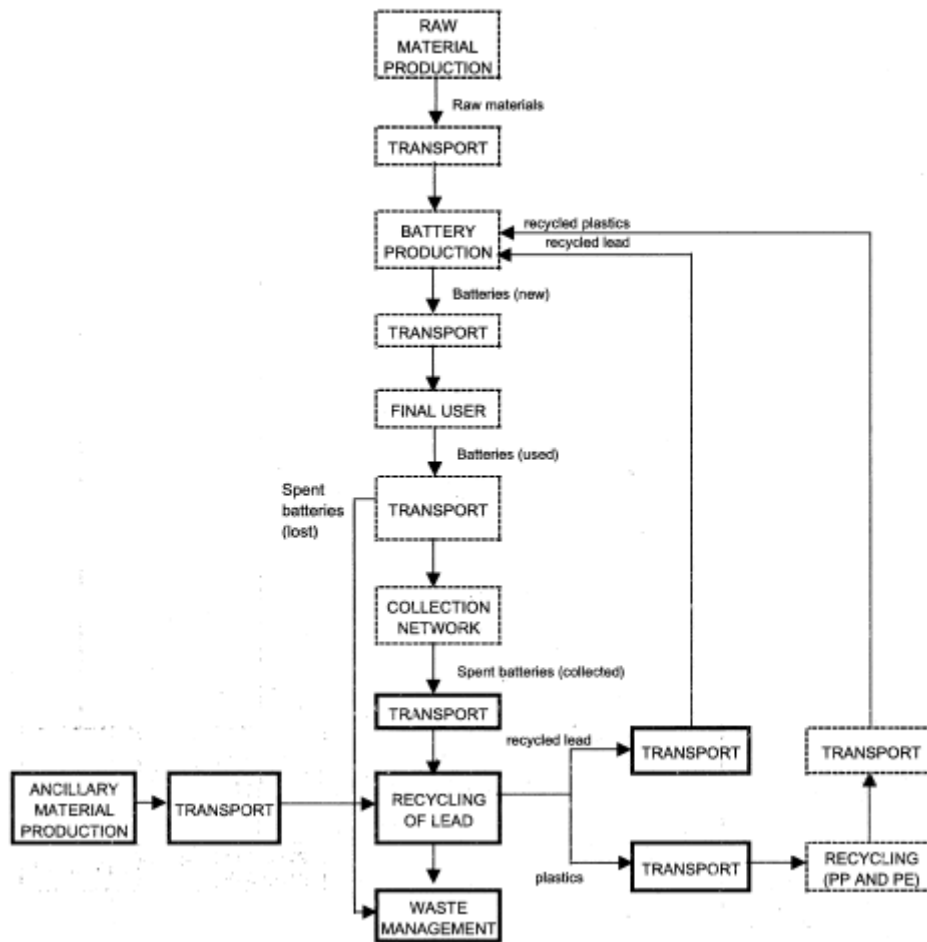 RAW
MATERIAL
PRODUCTION
Raw materials
TRANSPORT
BATTERY
PRODUCTION
recycled plastics
recycled lead
Batteries (new)
TRANSPORT
FINAL USER
Batteries (used)
Spent
batteries
(lost)
TRANSPORT
COLLECTION
NETWORK
Spent batteries (collected)
TRANSPORT
recycled lead
TRANSPORT
TRANSPORT
ANCILLARY
MATERIAL
PRODUCTION
TRANSPORT
RECYCLING
OF LEAD
plastics
TRANSPORT
RECYCLING
(PP AND PE)
WASTE
MANAGEMENT